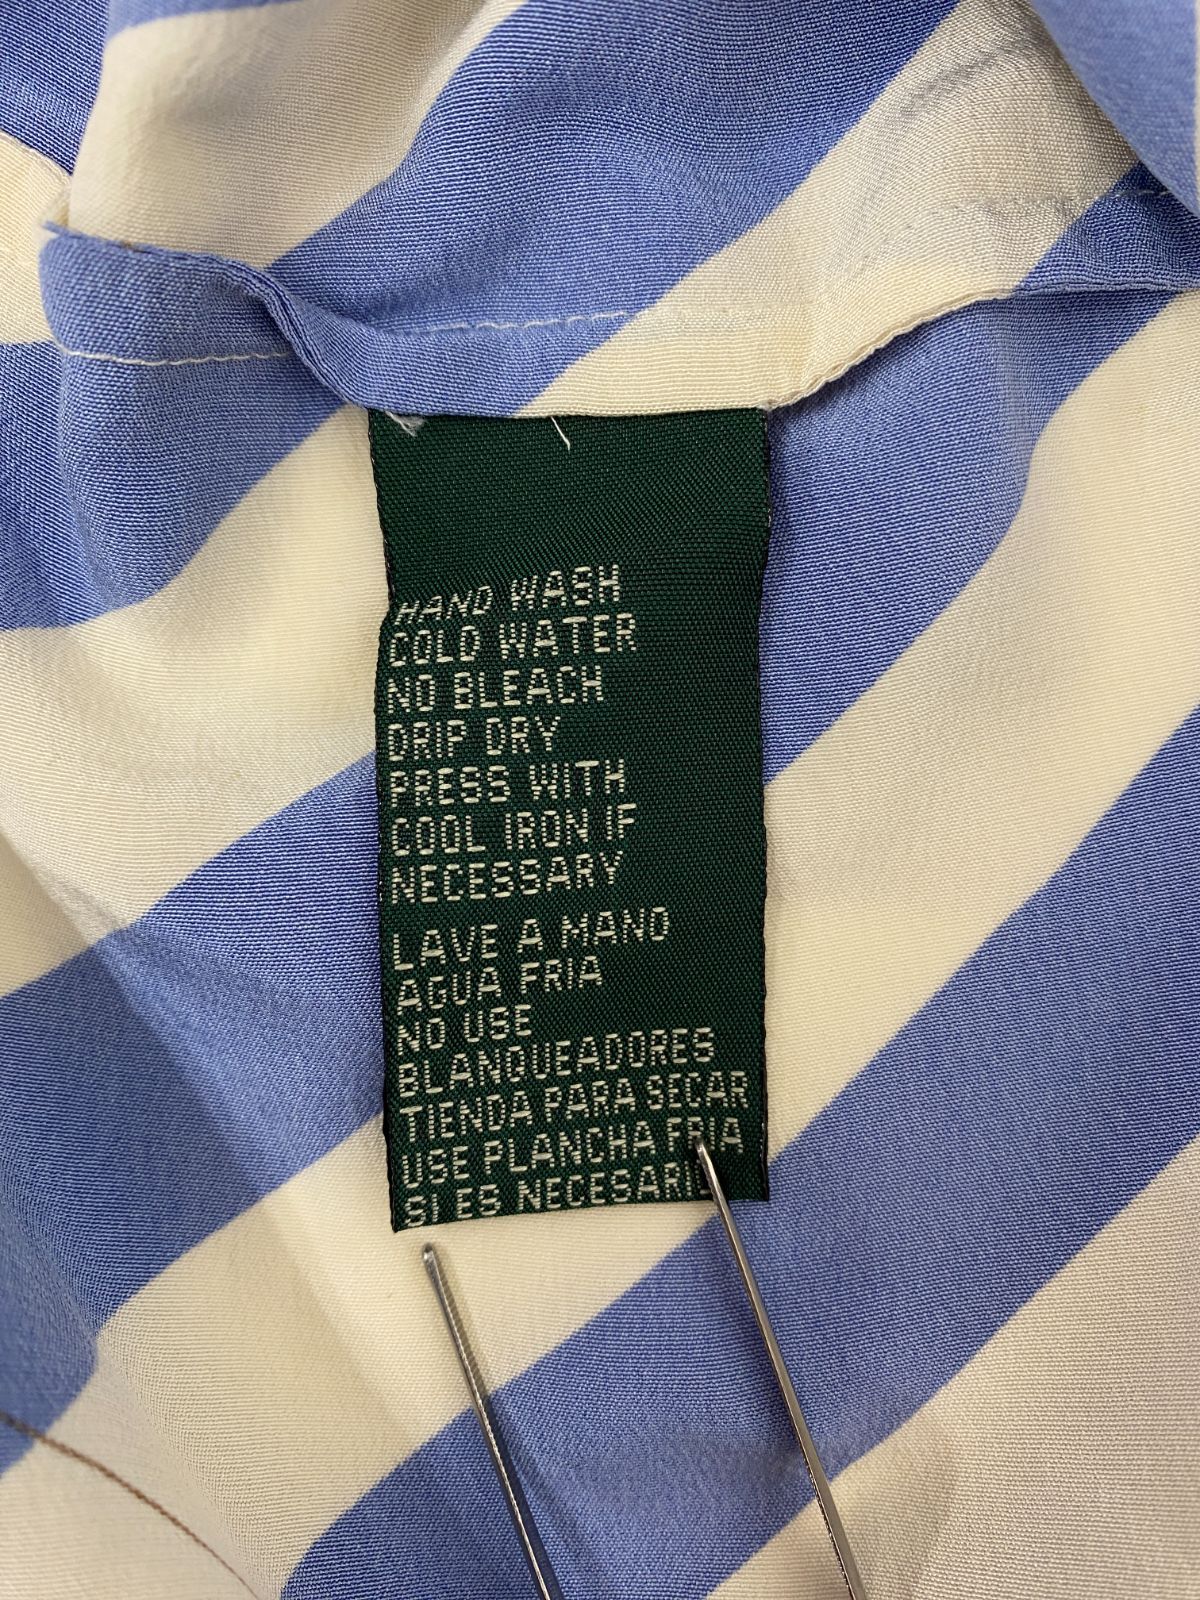 HAND WASH
COLD WATER
NO BLEACH
DRIP DRY
PRESS WITH
COOL IRON IF
NECESSARY
LAVE A MANO
AGUA FRIA
NO USE
BLANQUEADORES
TIENDA PARA SECAR
USE PLANCHA FRIA
SI ES NECESARIO